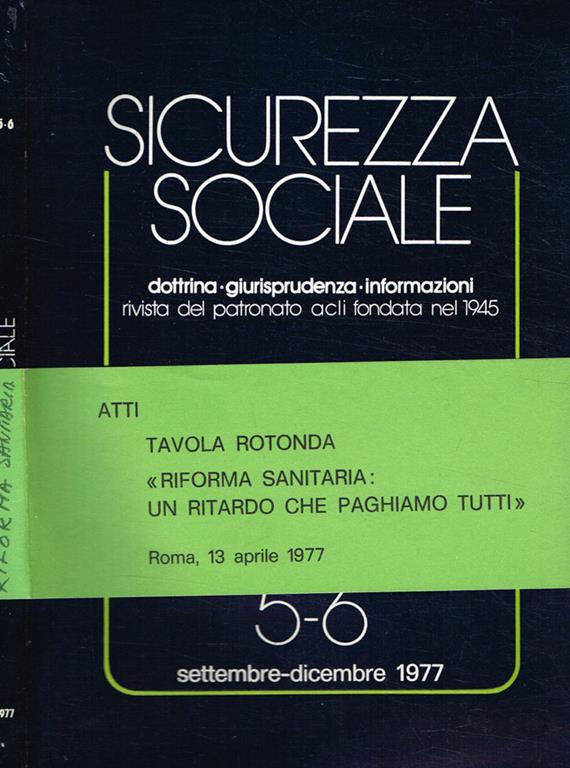 SICUREZZA
SOCIALE
dottrina·giurisprudenza·informazioni
rivista del patronato acli fondata nel 1945
ATTI
TAVOLA ROTONDA
«RIFORMA SANITARIA:
UN RITARDO CHE PAGHIAMO TUTTI»
Roma, 13 aprile 1977
5-6
settembre-dicembre 1977
5-6
CIALE
RIFORMA SANITARIA
1977